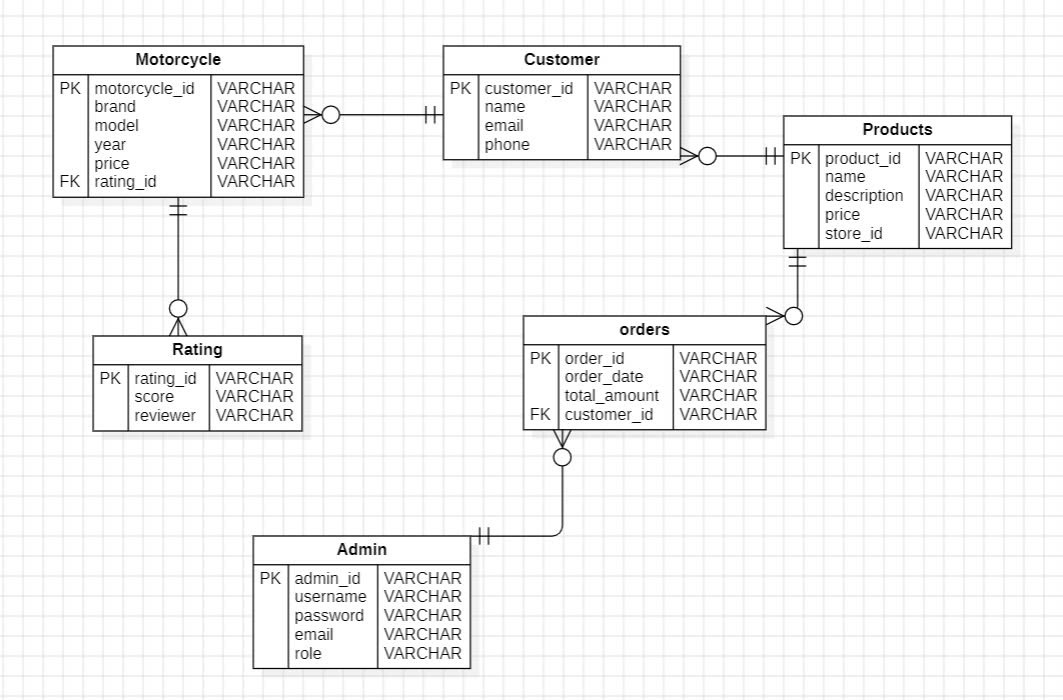 Motorcycle
PK motorcycle_id VARCHAR
brand VARCHAR
model VARCHAR
year VARCHAR
price VARCHAR
FK rating_id VARCHAR
Customer
PK customer_id VARCHAR
name VARCHAR
email VARCHAR
phone VARCHAR
Products
PK product_id VARCHAR
name VARCHAR
description VARCHAR
price VARCHAR
store_id VARCHAR
Rating
PK rating_id VARCHAR
score VARCHAR
reviewer VARCHAR
orders
PK order_id VARCHAR
order_date VARCHAR
total_amount VARCHAR
FK customer_id VARCHAR
Admin
PK admin_id VARCHAR
username VARCHAR
password VARCHAR
email VARCHAR
role VARCHAR